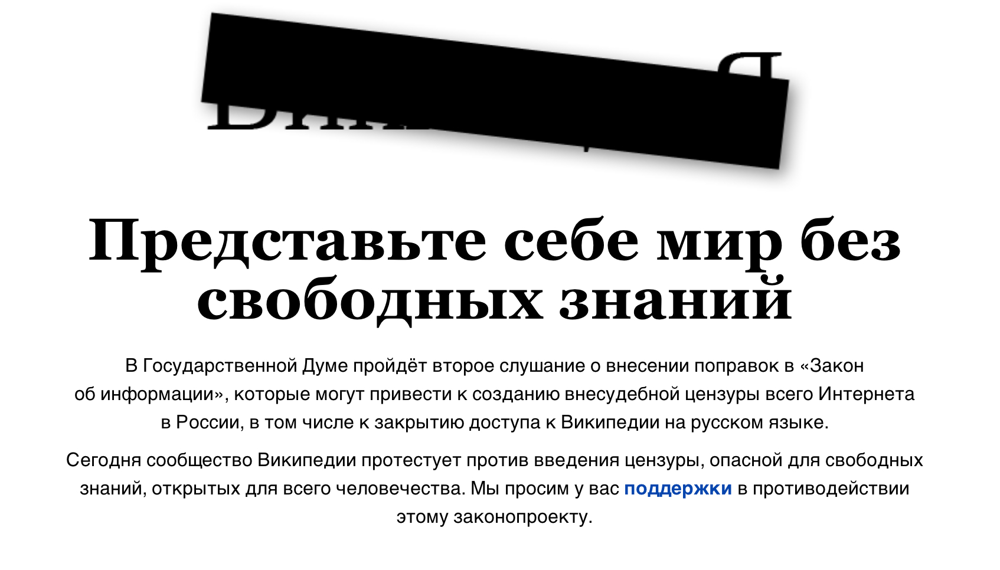 Представьте себе мир без
свободных знаний
В Государственной Думе пройдёт второе слушание о внесении поправок в «Закон
об информации», которые могут привести к созданию внесудебной цензуры всего Интернета
в России, в том числе к закрытию доступа к Википедии на русском языке.
Сегодня сообщество Википедии протестует против введения цензуры, опасной для свободных
знаний, открытых для всего человечества. Мы просим у вас поддержки в противодействии
этому законопроекту.